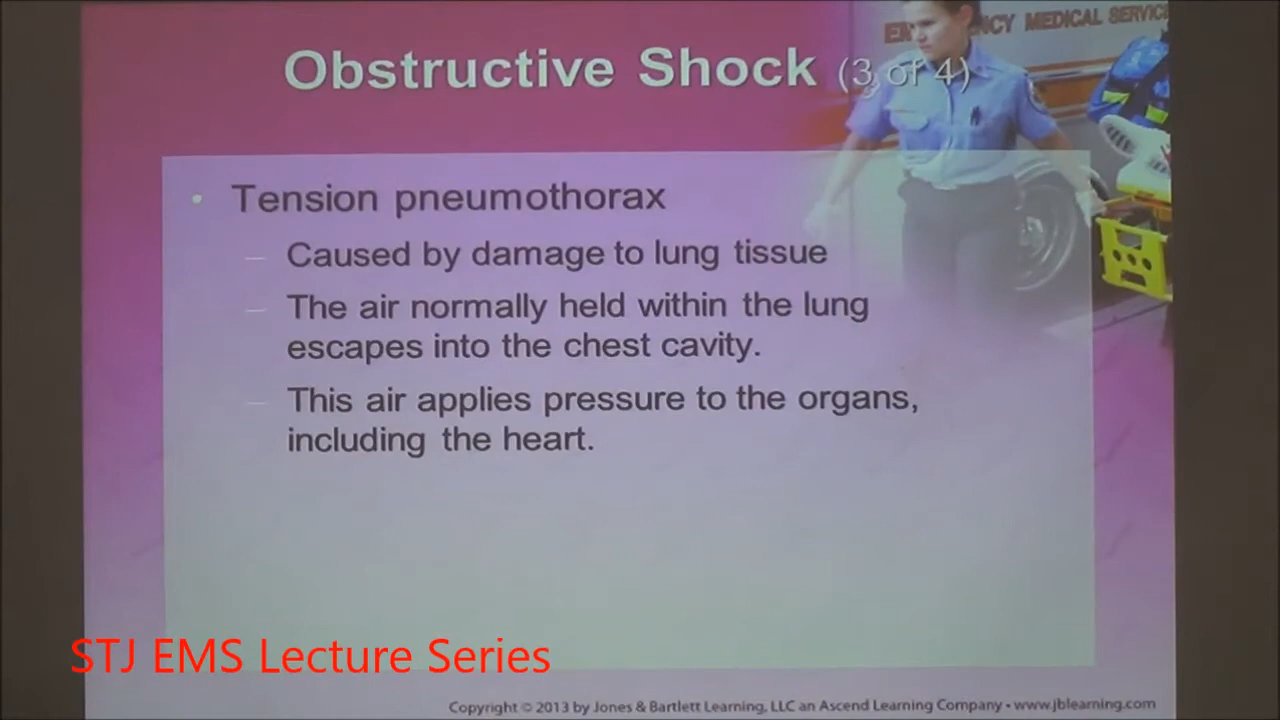 Obstructive Shock (3 of 4)
MEDICAL SERVIC
• Tension pneumothorax
– Caused by damage to lung tissue
– The air normally held within the lung
escapes into the chest cavity.
– This air applies pressure to the organs,
including the heart.
STJ EMS Lecture Series
Copyright © 2013 by Jones & Bartlett Learning, LLC an Ascend Learning Company • www.jblearning.com